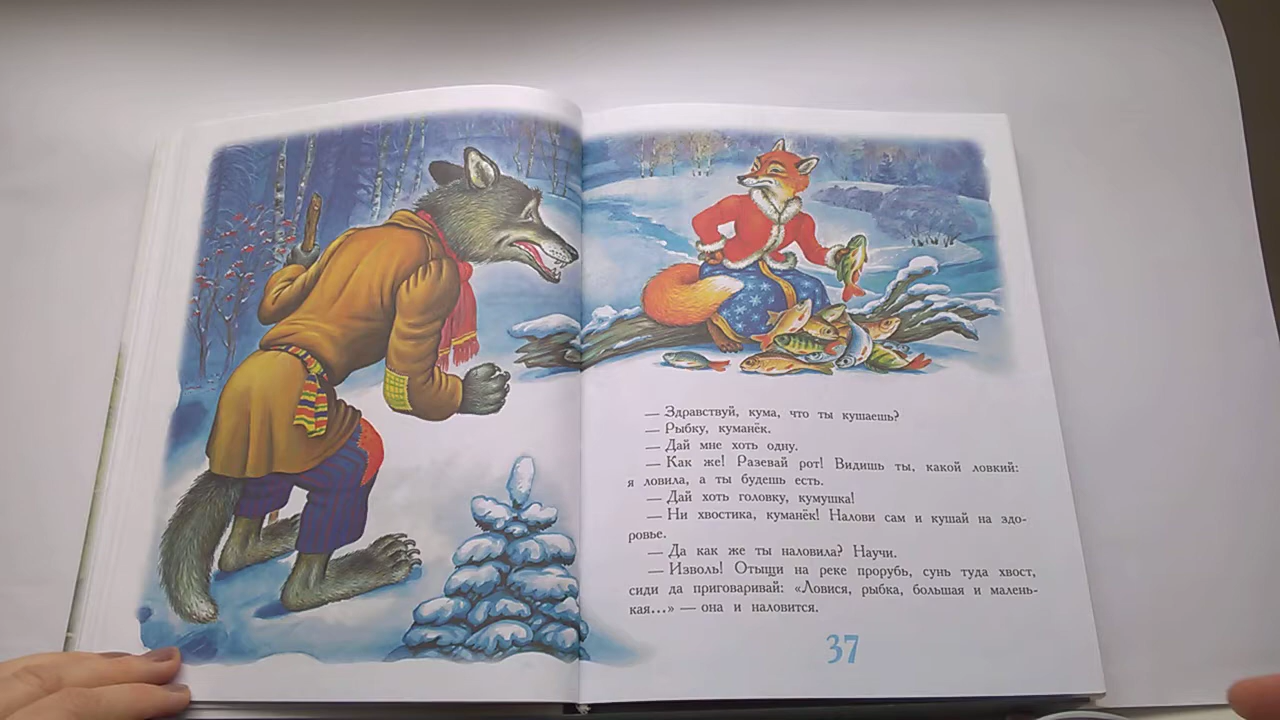 — Здравствуй, кума, что ты кушаешь?
— Рыбку, куманёк.
— Дай мне хоть одну.
— Как же! Разевай рот! Видишь ты, какой ловкий:
я ловила, а ты будешь есть.
— Дай хоть головку, кумушка!
— Ни хвостика, куманёк! Налови сам и кушай на здо-
ровье.
— Да как же ты наловила? Научи.
— Изволь! Отыщи на реке прорубь, сунь туда хвост,
сиди да приговаривай: «Ловися, рыбка, большая и малень-
кая...» — она и наловится.
37